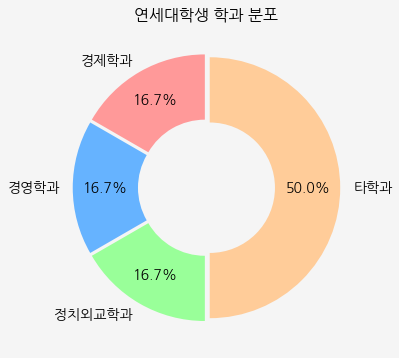 연세대학생 학과 분포
경제학과
16.7%
경영학과
16.7%
50.0%
타학과
16.7%
정치외교학과